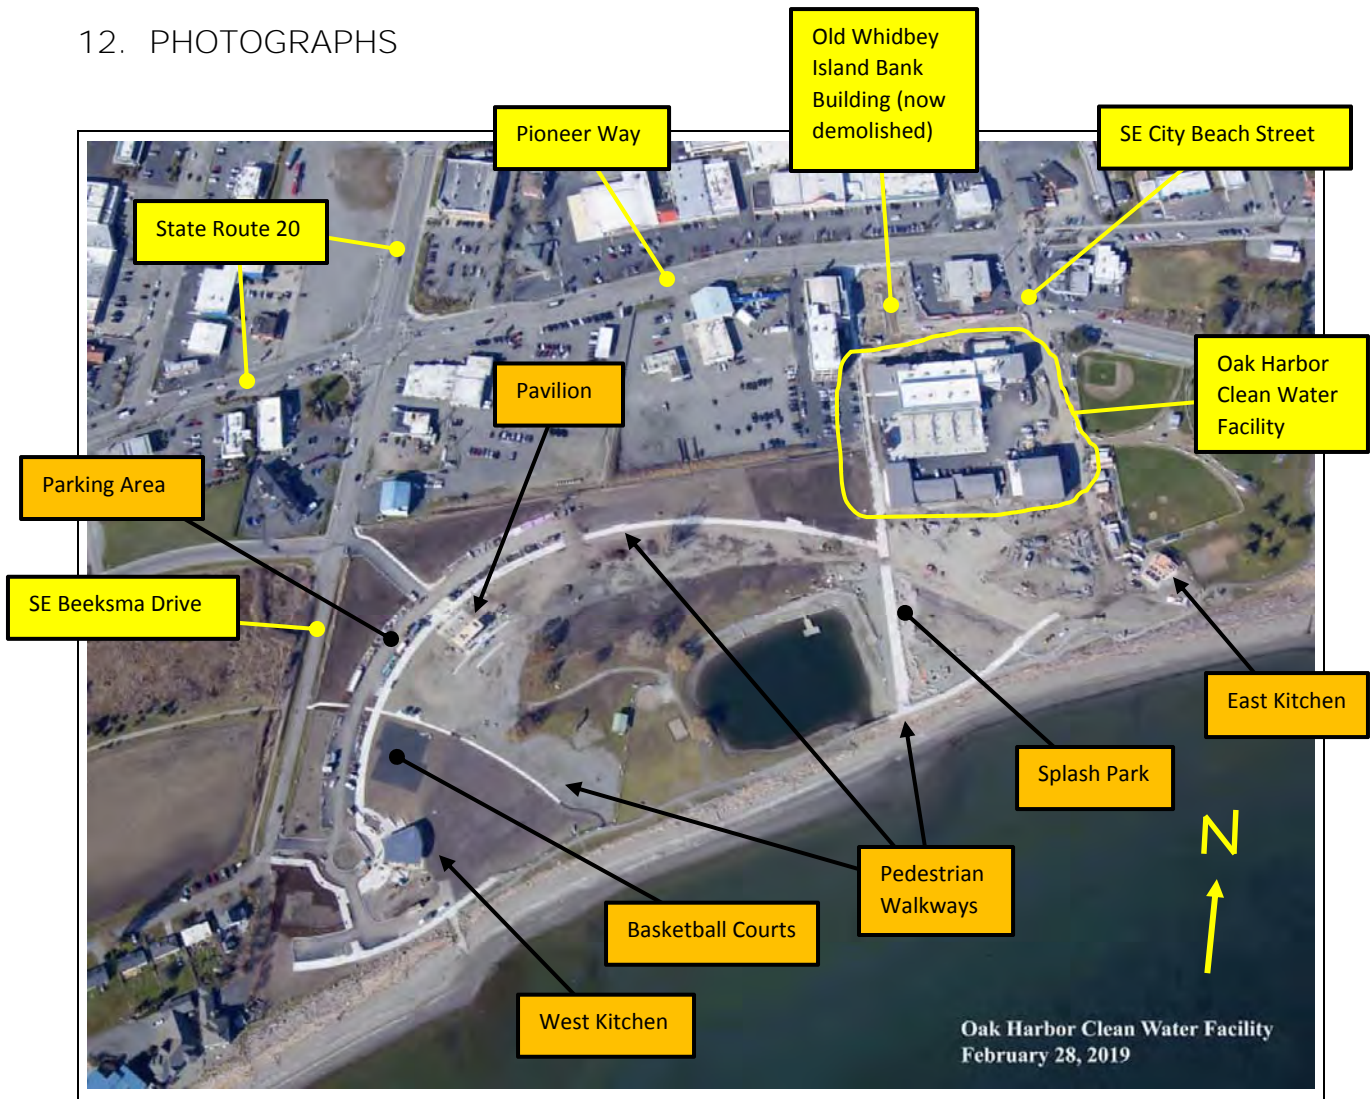 12. PHOTOGRAPHS
Old Whidbey
Island Bank
Building (now
demolished)
Pioneer Way
SE City Beach Street
State Route 20
Oak Harbor
Clean Water
Facility
Pavilion
Parking Area
SE Beeksma Drive
East Kitchen
Splash Park
N
Pedestrian
Walkways
Basketball Courts
West Kitchen
Oak Harbor Clean Water Facility
February 28, 2019